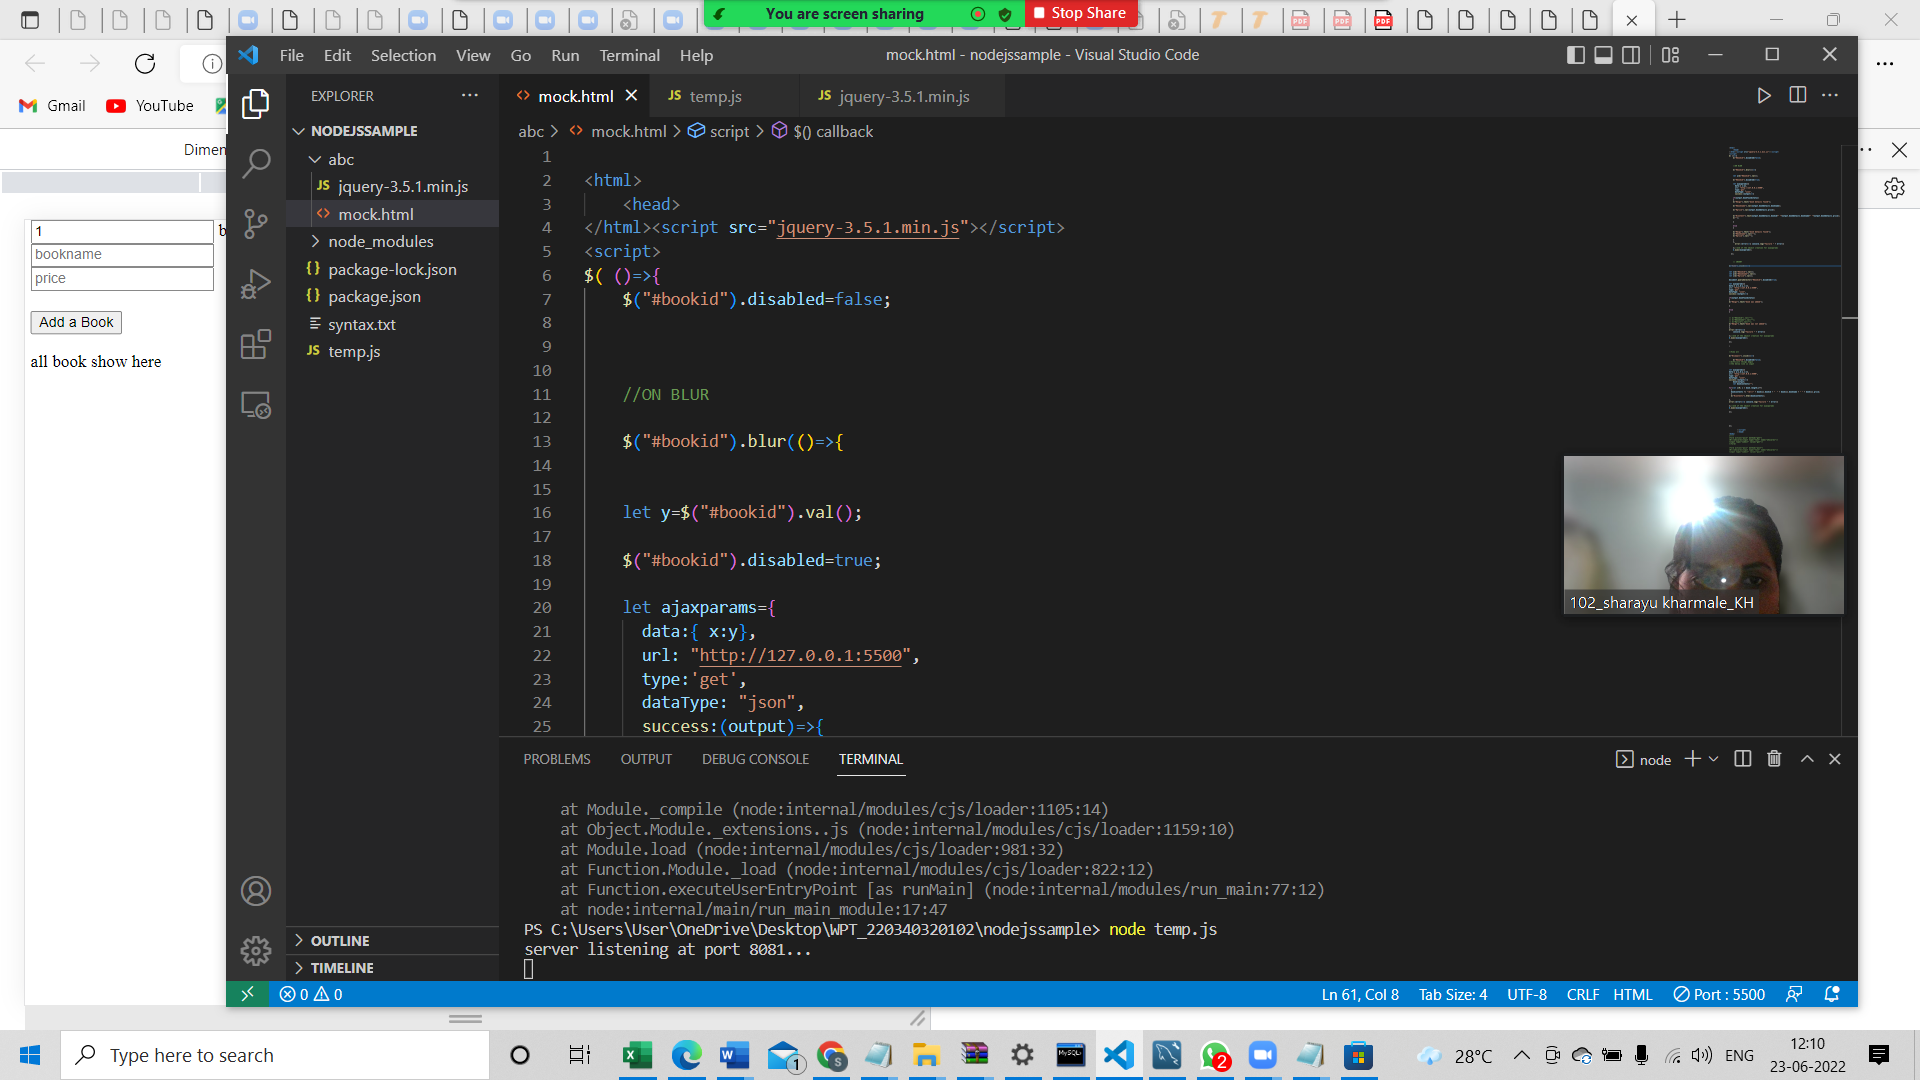 You are screen sharing
Stop Share
File Edit Selection View Go Run Terminal Help
mock.html - nodejssample - Visual Studio Code
Gmail YouTube
EXPLORER
mock.html temp.js jquery-3.5.1.min.js
NODEJSSAMPLE
abc mock.html script $() callback
Dimen
abc
jquery-3.5.1.min.js
mock.html
node_modules
package-lock.json
package.json
syntax.txt
temp.js
1 b
bookname
price
Add a Book
all book show here
1
2 <html>
3 <head>
4 </html><script src="jquery-3.5.1.min.js"></script>
5 <script>
6 $( ()=>{
7 $("#bookid").disabled=false;
8
9
10
11 //ON BLUR
12
13 $("#bookid").blur(()=>{
14
15
16 let y=$("#bookid").val();
17
18 $("#bookid").disabled=true;
19
20 let ajaxparams={
21 data:{ x:y},
22 url: "http://127.0.0.1:5500",
23 type:'get',
24 dataType: "json",
25 success:(output)=>{
102_sharayu kharmale_KH
PROBLEMS OUTPUT DEBUG CONSOLE TERMINAL
node
at Module._compile (node:internal/modules/cjs/loader:1105:14)
at Object.Module._extensions..js (node:internal/modules/cjs/loader:1159:10)
at Module.load (node:internal/modules/cjs/loader:981:32)
at Function.Module._load (node:internal/modules/cjs/loader:822:12)
at Function.executeUserEntryPoint [as runMain] (node:internal/modules/run_main:77:12)
at node:internal/main/run_main_module:17:47
PS C:\Users\User\OneDrive\Desktop\WPT_220340320102\nodejssample> node temp.js
server listening at port 8081...
OUTLINE
TIMELINE
0 0
Ln 61, Col 8 Tab Size: 4 UTF-8 CRLF HTML Port : 5500
Type here to search
1
2
28°C
ENG
12:10
23-06-2022